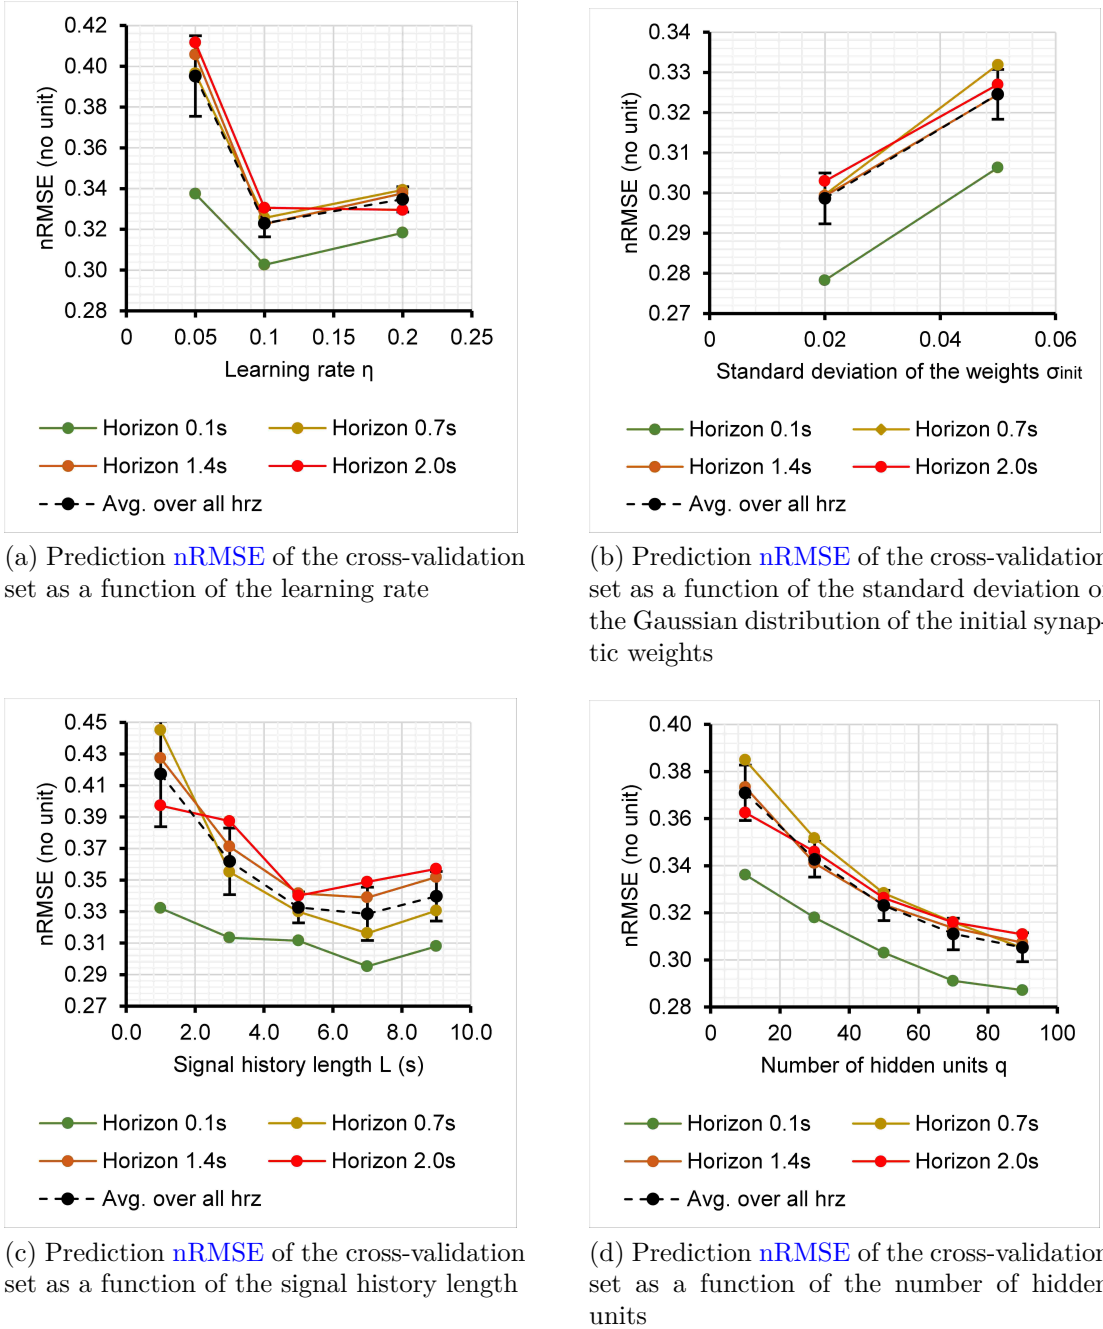 0.42
0.40
0.38
0.36
0.34
0.32
0.30
0.28
nRMSE (no unit)
0 0.05 0.1 0.15 0.2 0.25
Learning rate η
Horizon 0.1s Horizon 0.7s
Horizon 1.4s Horizon 2.0s
Avg. over all hrz
(a) Prediction nRMSE of the cross-validation
set as a function of the learning rate
0.34
0.33
0.32
0.31
0.30
0.29
0.28
0.27
nRMSE (no unit)
0 0.02 0.04 0.06
Standard deviation of the weights σinit
Horizon 0.1s Horizon 0.7s
Horizon 1.4s Horizon 2.0s
Avg. over all hrz
(b) Prediction nRMSE of the cross-validation
set as a function of the standard deviation of
the Gaussian distribution of the initial synap-
tic weights
0.45
0.43
0.41
0.39
0.37
0.35
0.33
0.31
0.29
0.27
nRMSE (no unit)
0.0 2.0 4.0 6.0 8.0 10.0
Signal history length L (s)
Horizon 0.1s Horizon 0.7s
Horizon 1.4s Horizon 2.0s
Avg. over all hrz
(c) Prediction nRMSE of the cross-validation
set as a function of the signal history length
0.40
0.38
0.36
0.34
0.32
0.30
0.28
nRMSE (no unit)
0 20 40 60 80 100
Number of hidden units q
Horizon 0.1s Horizon 0.7s
Horizon 1.4s Horizon 2.0s
Avg. over all hrz
(d) Prediction nRMSE of the cross-validation
set as a function of the number of hidden
units